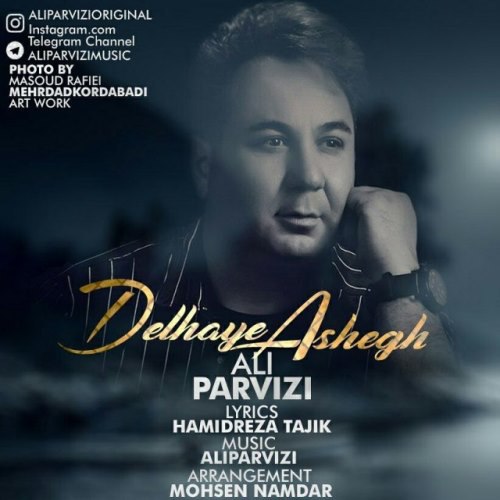 ALIPARVIZIORIGINAL
Instagram.com
Telegram Channel
ALIPARVIZIMUSIC
PHOTO BY
MASOUD RAFIEI
MEHRDADKORDABADI
ART WORK
Delhaye Ashegh
ALI
PARVIZI
LYRICS
HAMIDREZA TAJIK
MUSIC
ALIPARVIZI
ARRANGEMENT
MOHSEN NAMDAR